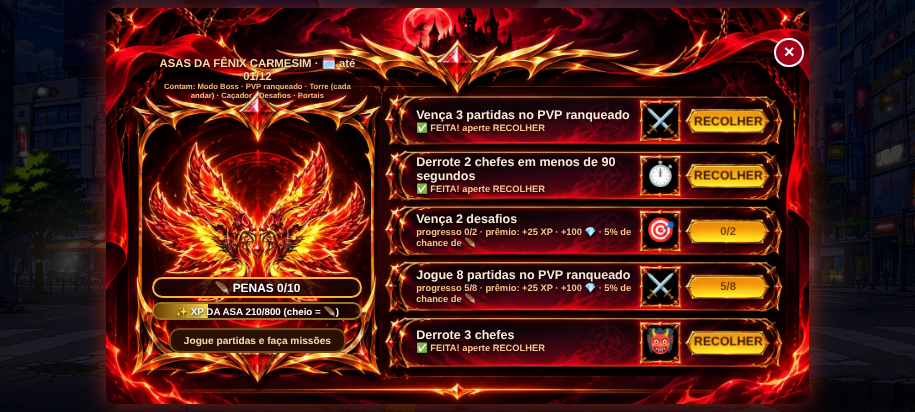 ASAS DA FÊNIX CARMESIM · 🗓️ até
01/12
Contam: Modo Boss · PVP ranqueado · Torre (cada
andar) · Caçador · Desafios · Portais
🪶 PENAS 0/10
✨ XP DA ASA 210/800 (cheio = 🪶)
Jogue partidas e faça missões
✕
Vença 3 partidas no PVP ranqueado
✅ FEITA! aperte RECOLHER
RECOLHER
Derrote 2 chefes em menos de 90
segundos
✅ FEITA! aperte RECOLHER
RECOLHER
Vença 2 desafios
progresso 0/2 · prêmio: +25 XP · +100 💎 · 5% de
chance de 🪶
0/2
Jogue 8 partidas no PVP ranqueado
progresso 5/8 · prêmio: +25 XP · +100 💎 · 5% de
chance de 🪶
5/8
Derrote 3 chefes
✅ FEITA! aperte RECOLHER
RECOLHER